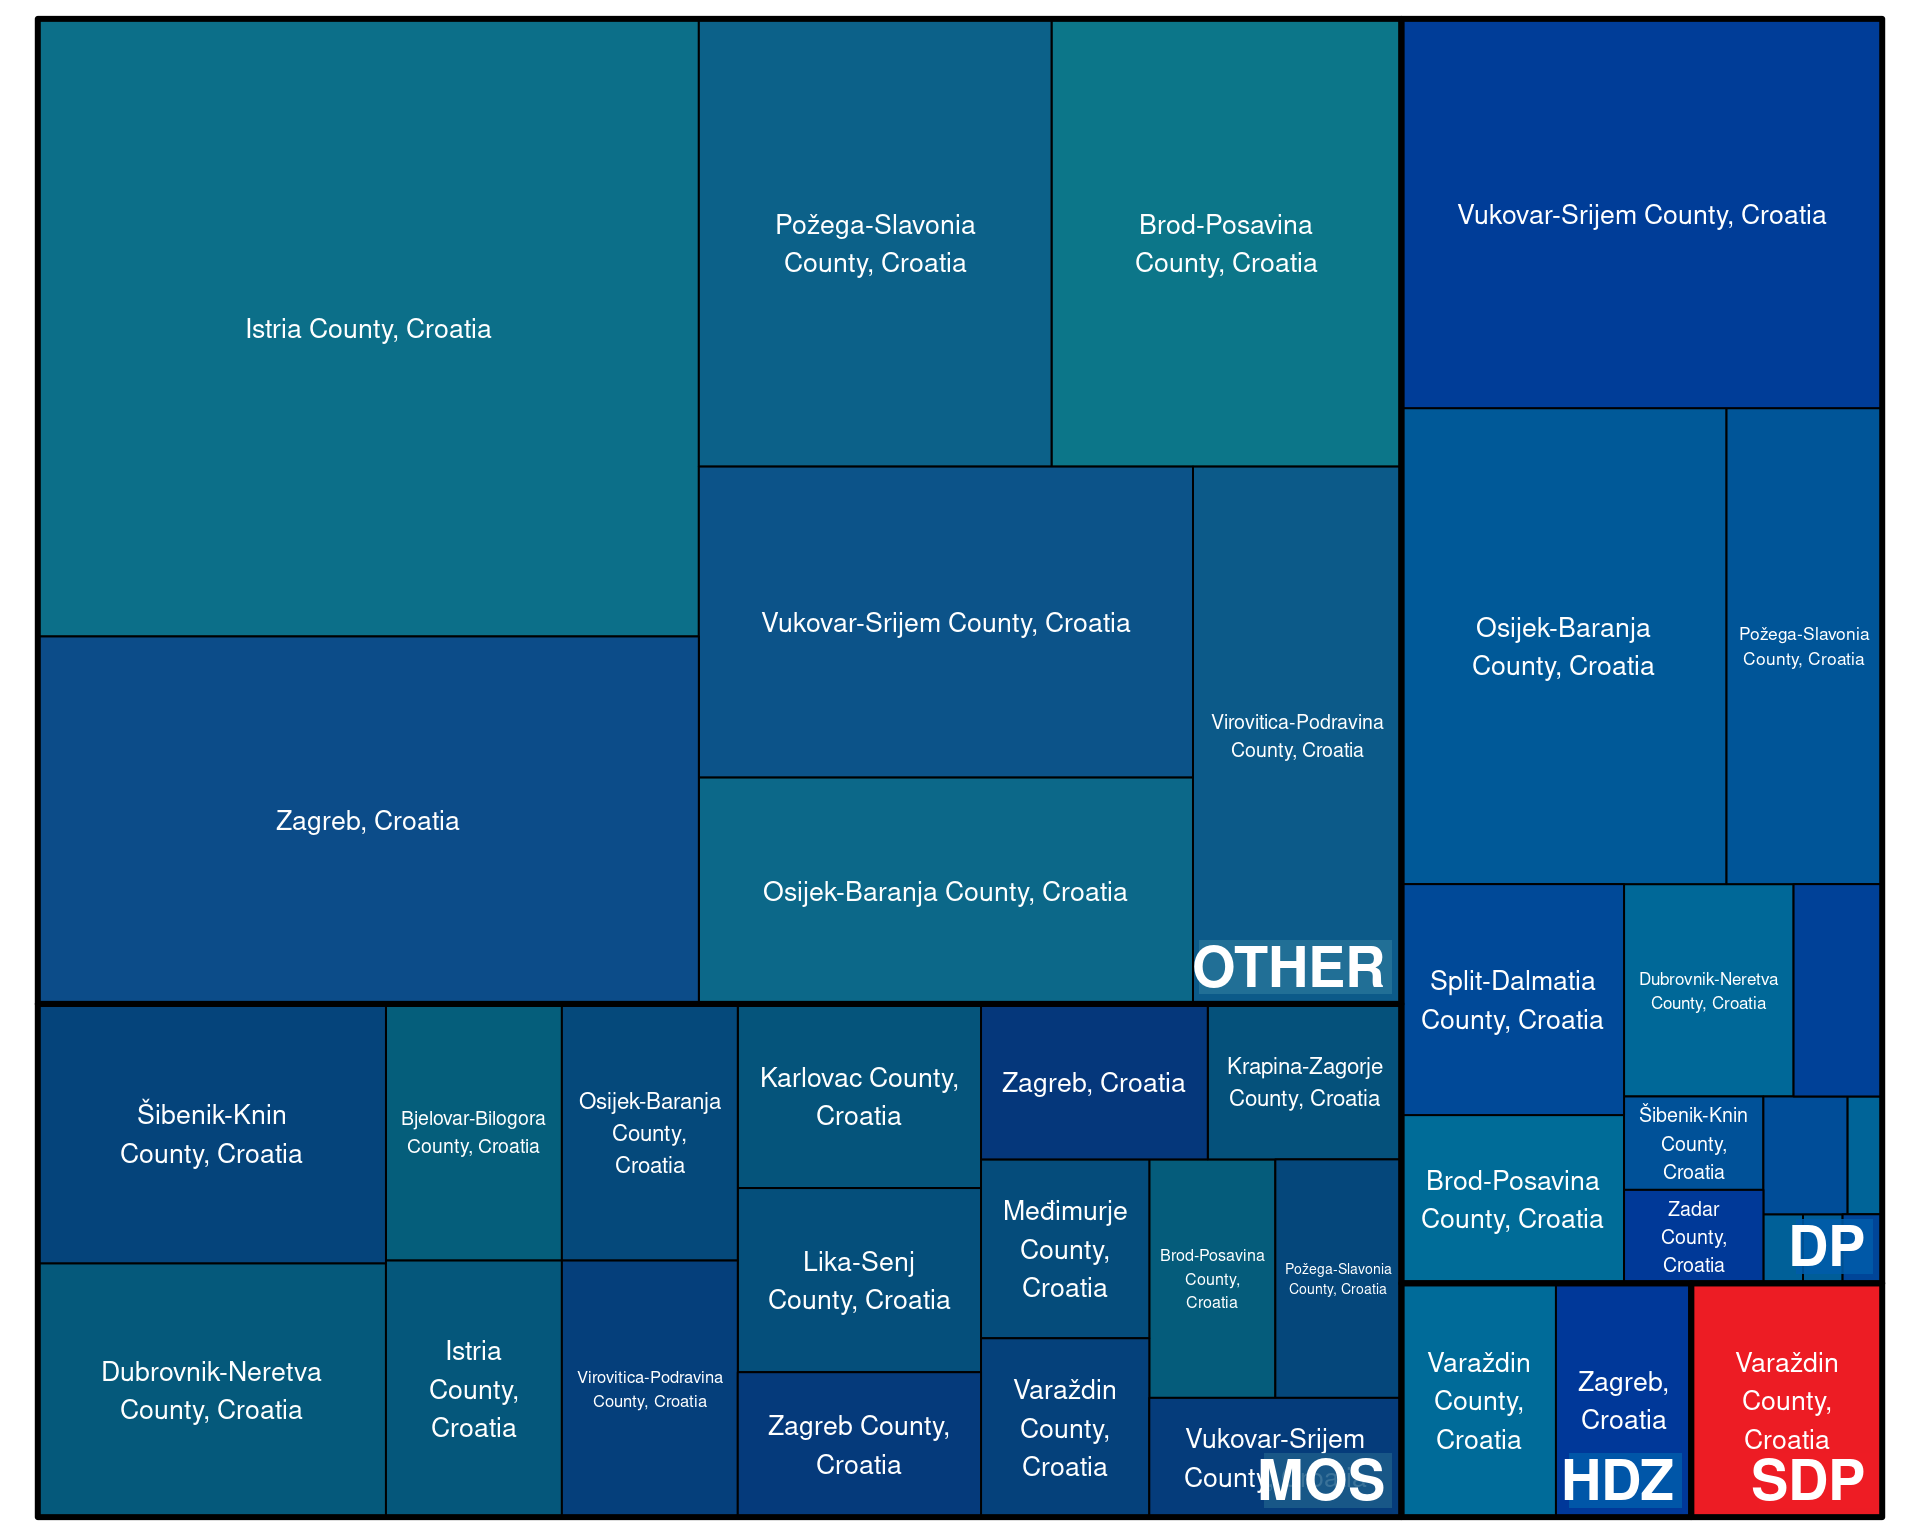 Istria County, Croatia
Zagreb, Croatia
Požega-Slavonia
County, Croatia
Brod-Posavina
County, Croatia
Vukovar-Srijem County, Croatia
Osijek-Baranja County, Croatia
Virovitica-Podravina
County, Croatia
OTHER
Vukovar-Srijem County, Croatia
Osijek-Baranja
County, Croatia
Požega-Slavonia
County, Croatia
Split-Dalmatia
County, Croatia
Dubrovnik-Neretva
County, Croatia
Brod-Posavina
County, Croatia
Šibenik-Knin
County,
Croatia
Zadar
County,
Croatia
DP
Šibenik-Knin
County, Croatia
Dubrovnik-Neretva
County, Croatia
Bjelovar-Bilogora
County, Croatia
Istria
County,
Croatia
Osijek-Baranja
County,
Croatia
Virovitica-Podravina
County, Croatia
Karlovac County,
Croatia
Lika-Senj
County, Croatia
Zagreb County,
Croatia
Zagreb, Croatia
Krapina-Zagorje
County, Croatia
Međimurje
County,
Croatia
Varaždin
County,
Croatia
Brod-Posavina
County,
Croatia
Požega-Slavonia
County, Croatia
Vukovar-Srijem
County
MOS
Varaždin
County,
Croatia
Zagreb,
Croatia
HDZ
Varaždin
County,
Croatia
SDP